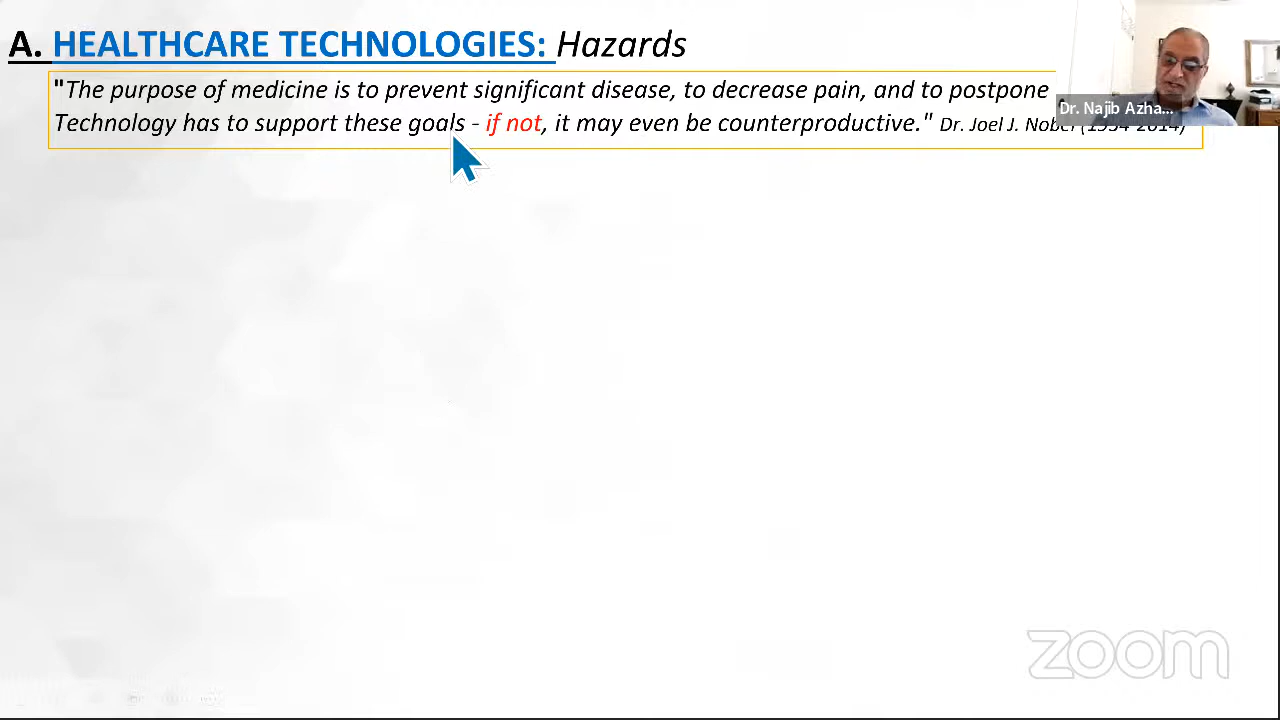 A. HEALTHCARE TECHNOLOGIES: Hazards
"The purpose of medicine is to prevent significant disease, to decrease pain, and to postpone
Technology has to support these goals - if not, it may even be counterproductive." Dr. Joel J.
Dr. Najib Azha...
zoom